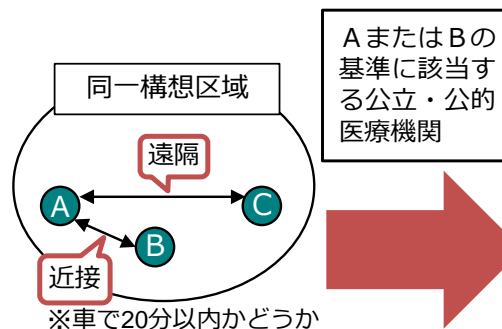 同一構想区域
遠隔
A
C
B
近接
※車で20分以内かどうか
AまたはBの
基準に該当す
る公立・公的
医療機関